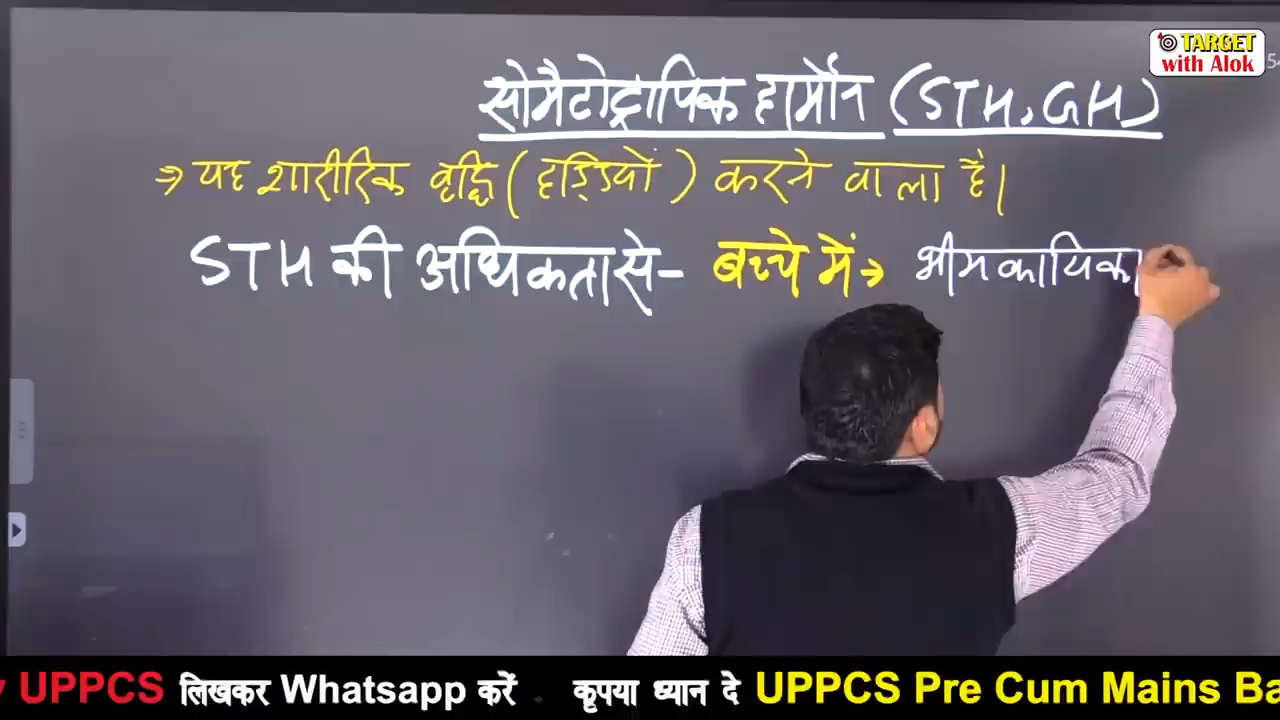 TARGET
with Alok
सोमैटोट्रापिक हार्मोन (STH, GH)
⇒ यह शारीरिक वृद्धि (हड्डियों) करने वाला है।
STH की अधिकता से - बच्चे में → भीमकायिका
UPPCS लिखकर Whatsapp करें . कृपया ध्यान दे UPPCS Pre Cum Mains Ba